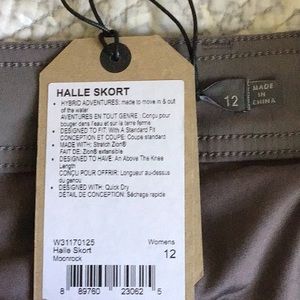 HALLE SKORT
• HYBRID ADVENTURES: made to move in & out
of the water
AVENTURES EN TOUT GENRE : Conçu pour
bouger dans l'eau et sur la terre ferme
• DESIGNED TO FIT: With A Standard Fit
CONCEPTION ET COUPE: Coupe standard
• MADE WITH: Stretch Zion®
FAIT DE: Zion® extensible
• DESIGNED TO HAVE: An Above The Knee
Length
CONÇU POUR OFFRIR: Longueur au-dessus
du genou
• DESIGNED WITH: Quick Dry
DÉTAIL DE CONCEPTION: Séchage rapide
W31170125
Halle Skort
Moonrock
Womens
12
8 89760 23062 5
12
MADE
IN
CHINA